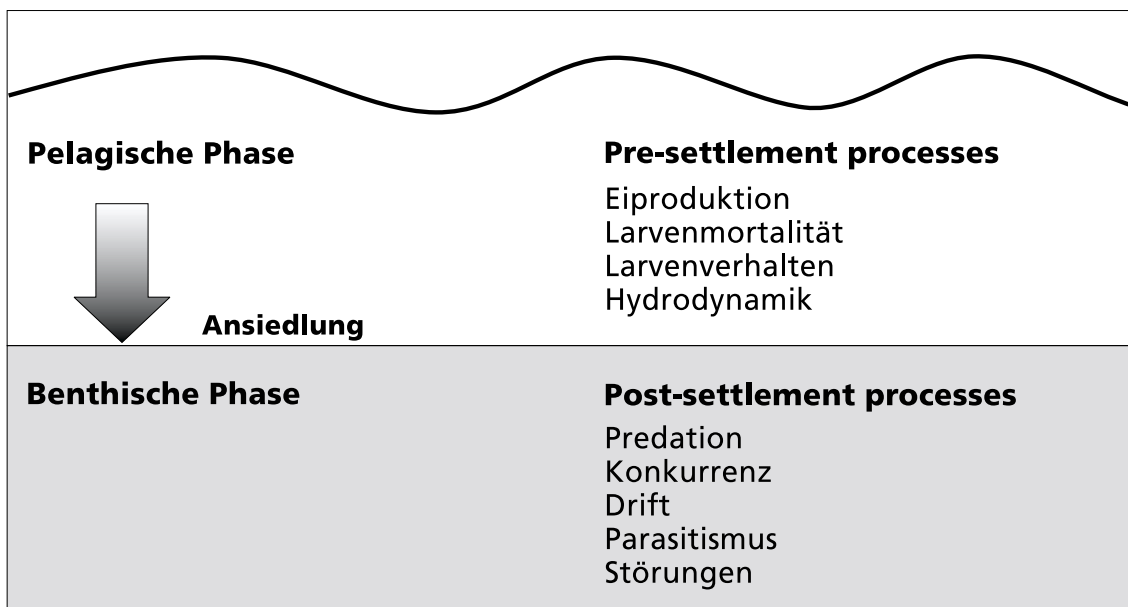 Pelagische Phase
Pre-settlement processes
Eiproduktion
Larvenmortalität
Larvenverhalten
Hydrodynamik
Ansiedlung
Benthische Phase
Post-settlement processes
Predation
Konkurrenz
Drift
Parasitismus
Störungen